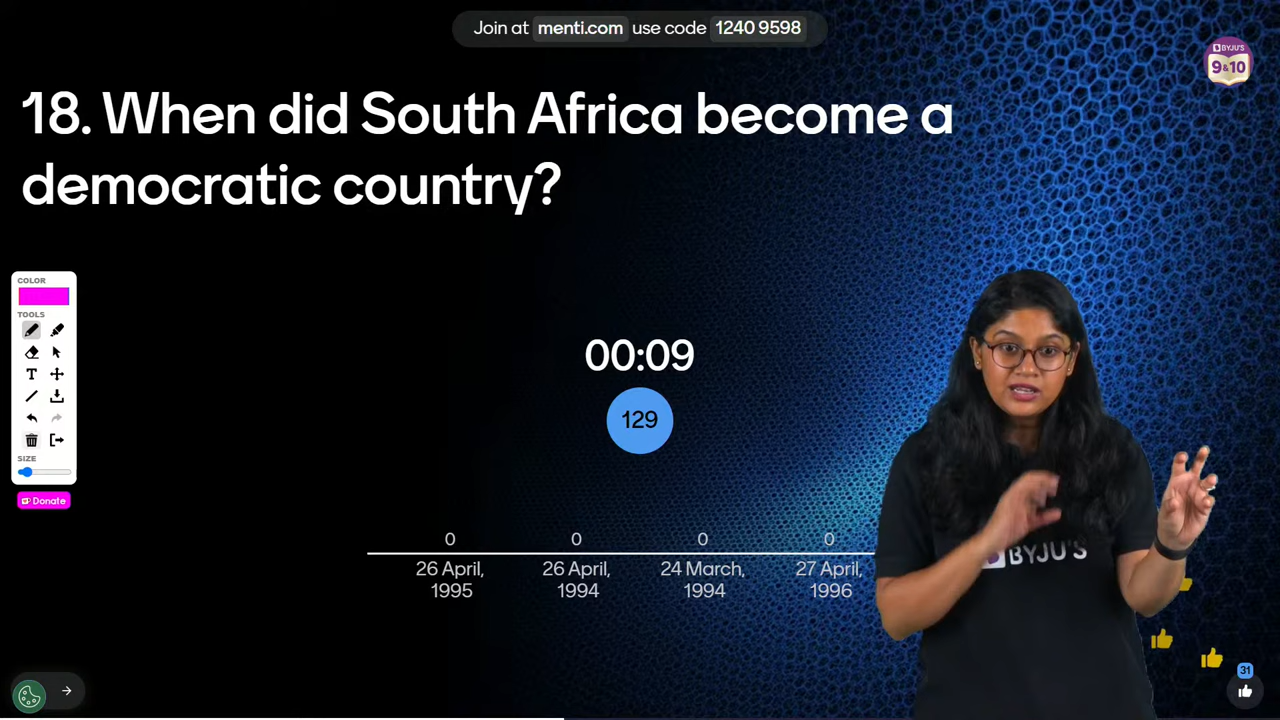 Join at menti.com use code 1240 9598
BYJU'S
9&10
18. When did South Africa become a
democratic country?
COLOR
TOOLS
T
SIZE
Donate
00:09
129
0 0 0 0
26 April, 26 April, 24 March, 27 April,
1995 1994 1994 1996
BYJU'S
31